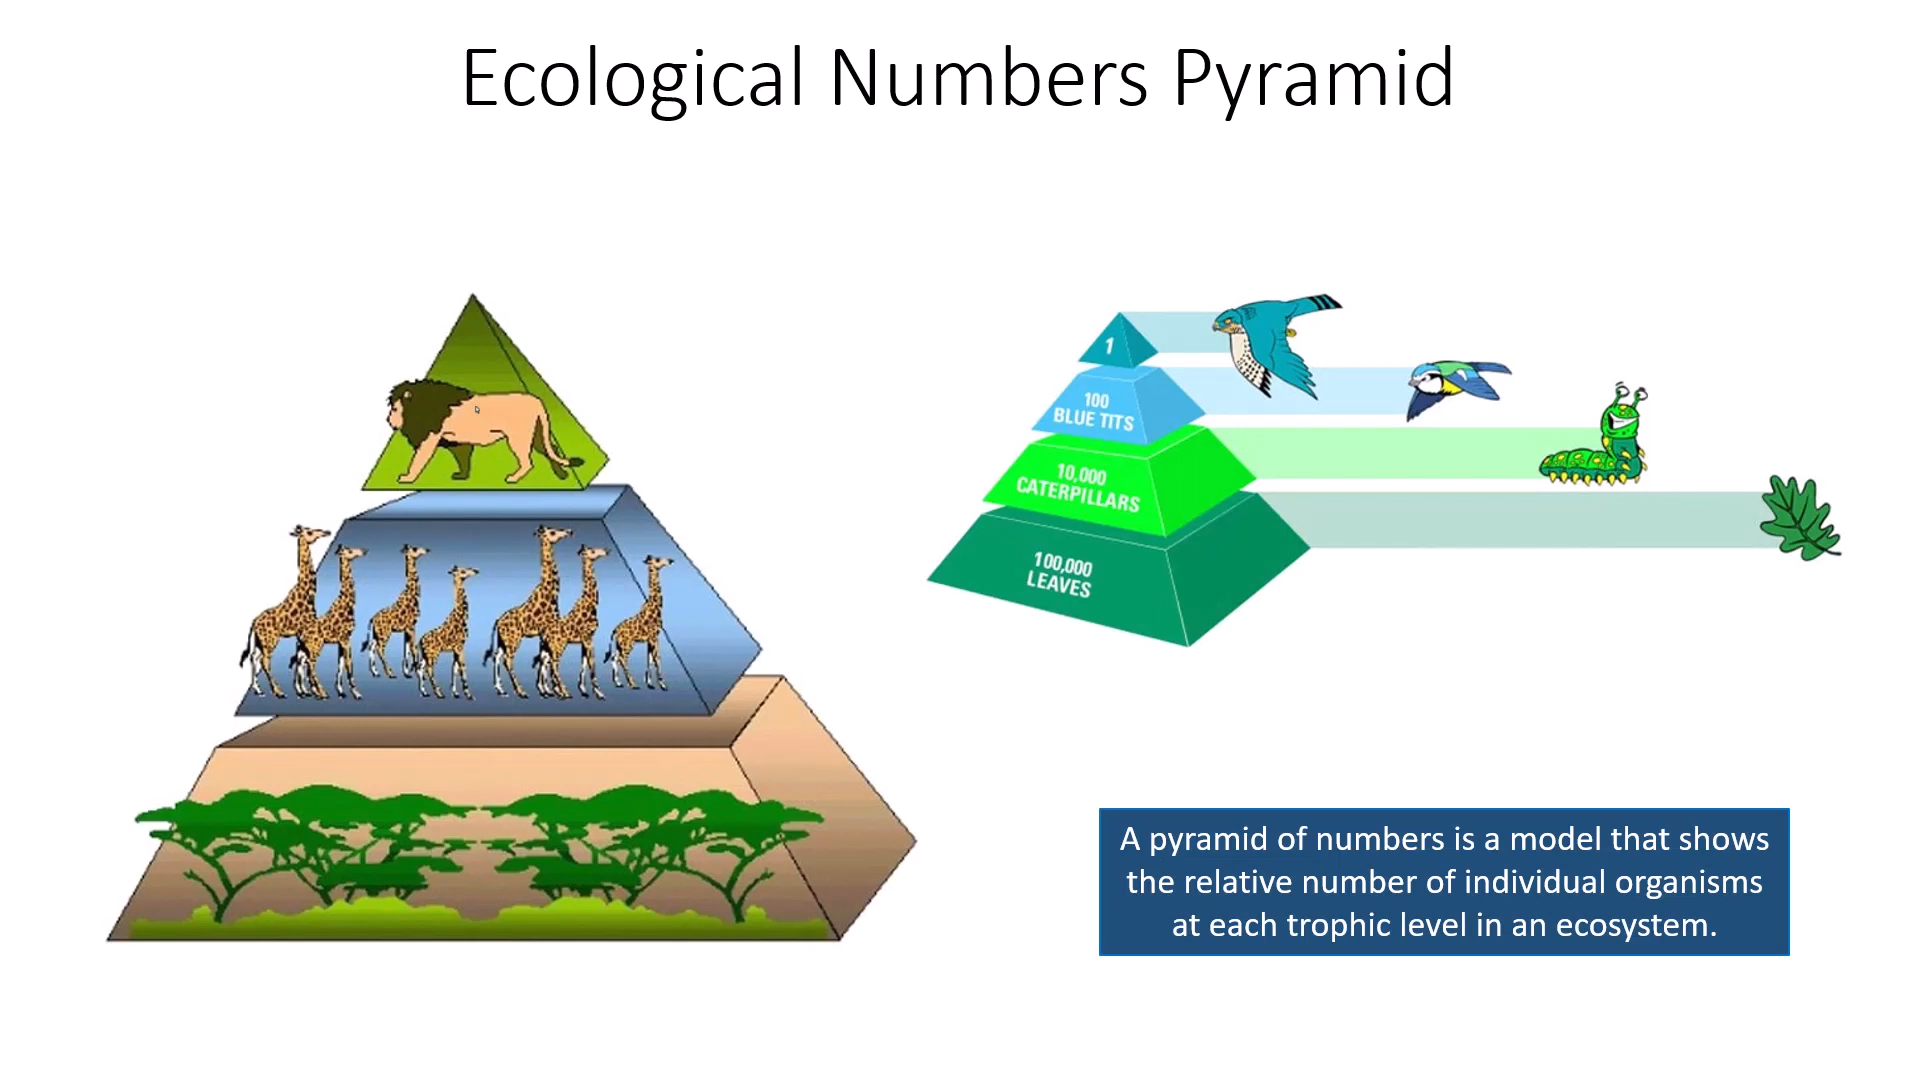 Ecological Numbers Pyramid
1
100
BLUE TITS
10,000
CATERPILLARS
100,000
LEAVES
A pyramid of numbers is a model that shows
the relative number of individual organisms
at each trophic level in an ecosystem.